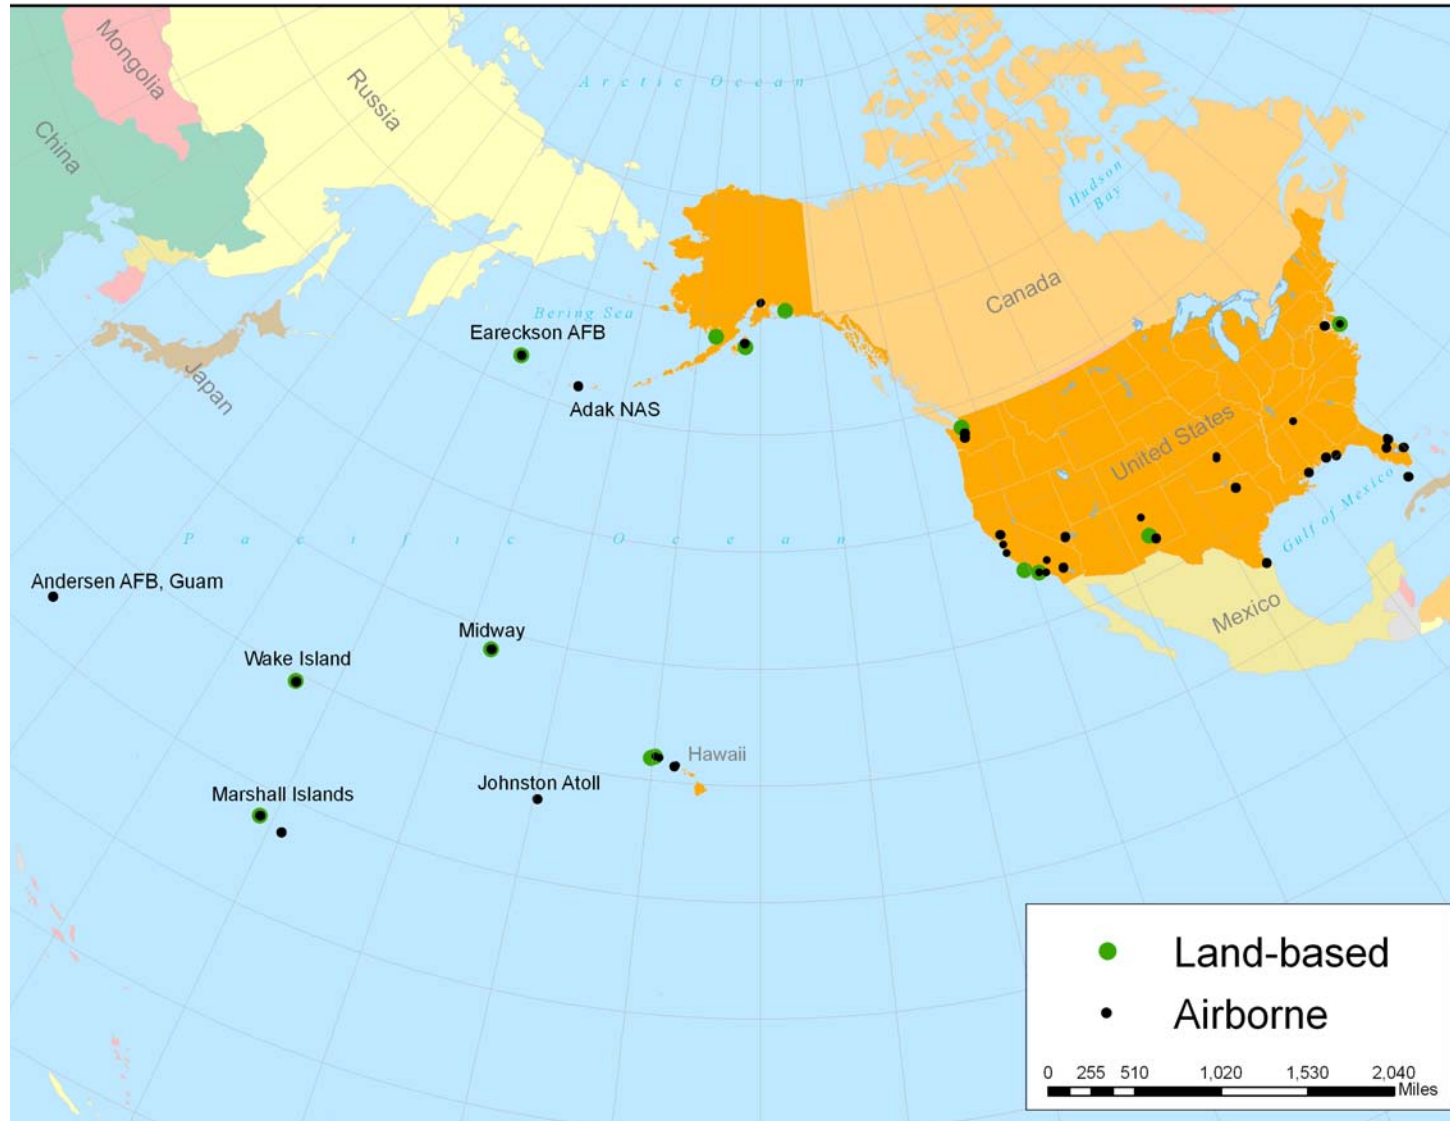 Mongolia
Russia
Arctic Ocean
China
Hudson
Bay
Canada
Bering Sea
Eareckson AFB
Japan
Adak NAS
United States
Gulf of Mexico
Pacific Ocean
Andersen AFB, Guam
Mexico
Midway
Wake Island
Hawaii
Johnston Atoll
Marshall Islands
Land-based
Airborne
0 255 510 1,020 1,530 2,040
Miles